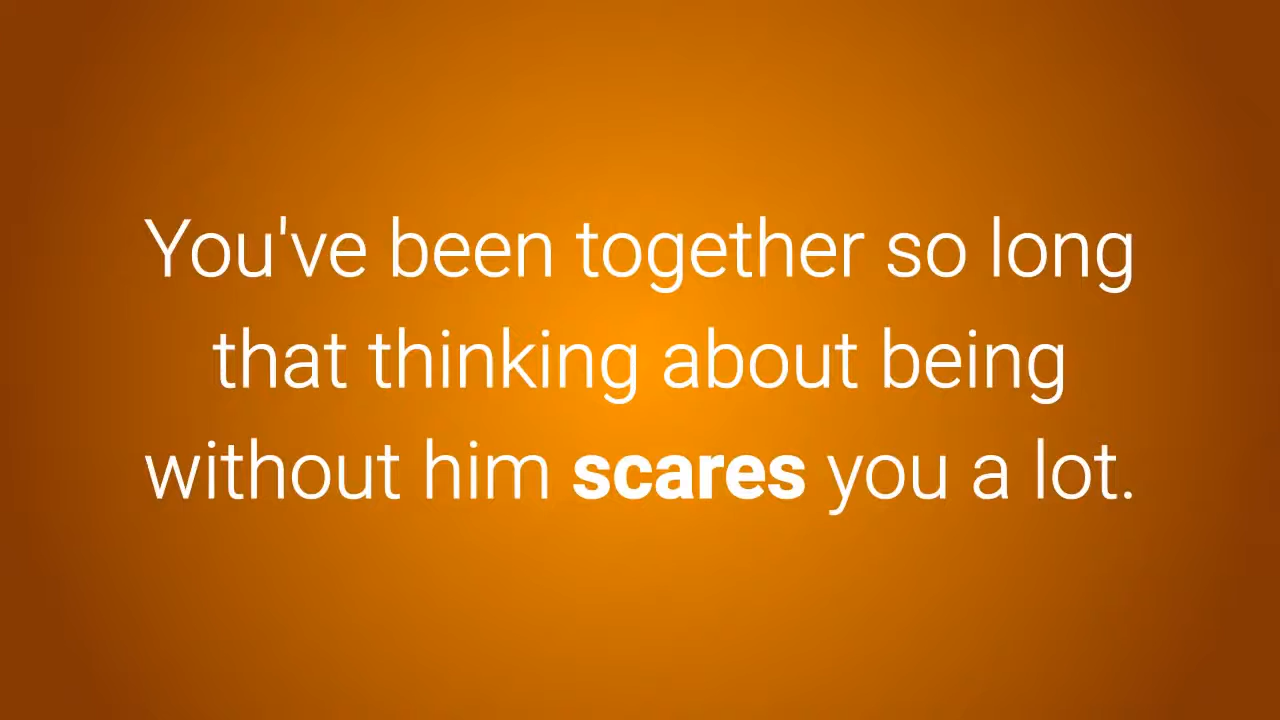 You've been together so long
that thinking about being
without him scares you a lot.